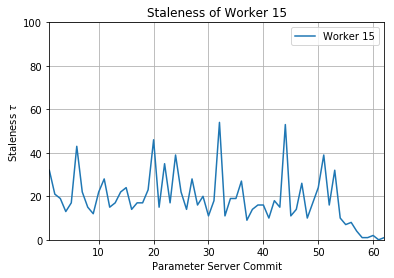 Staleness of Worker 15
Worker 15
100
80
60
40
20
0
Staleness τ
10 20 30 40 50 60
Parameter Server Commit